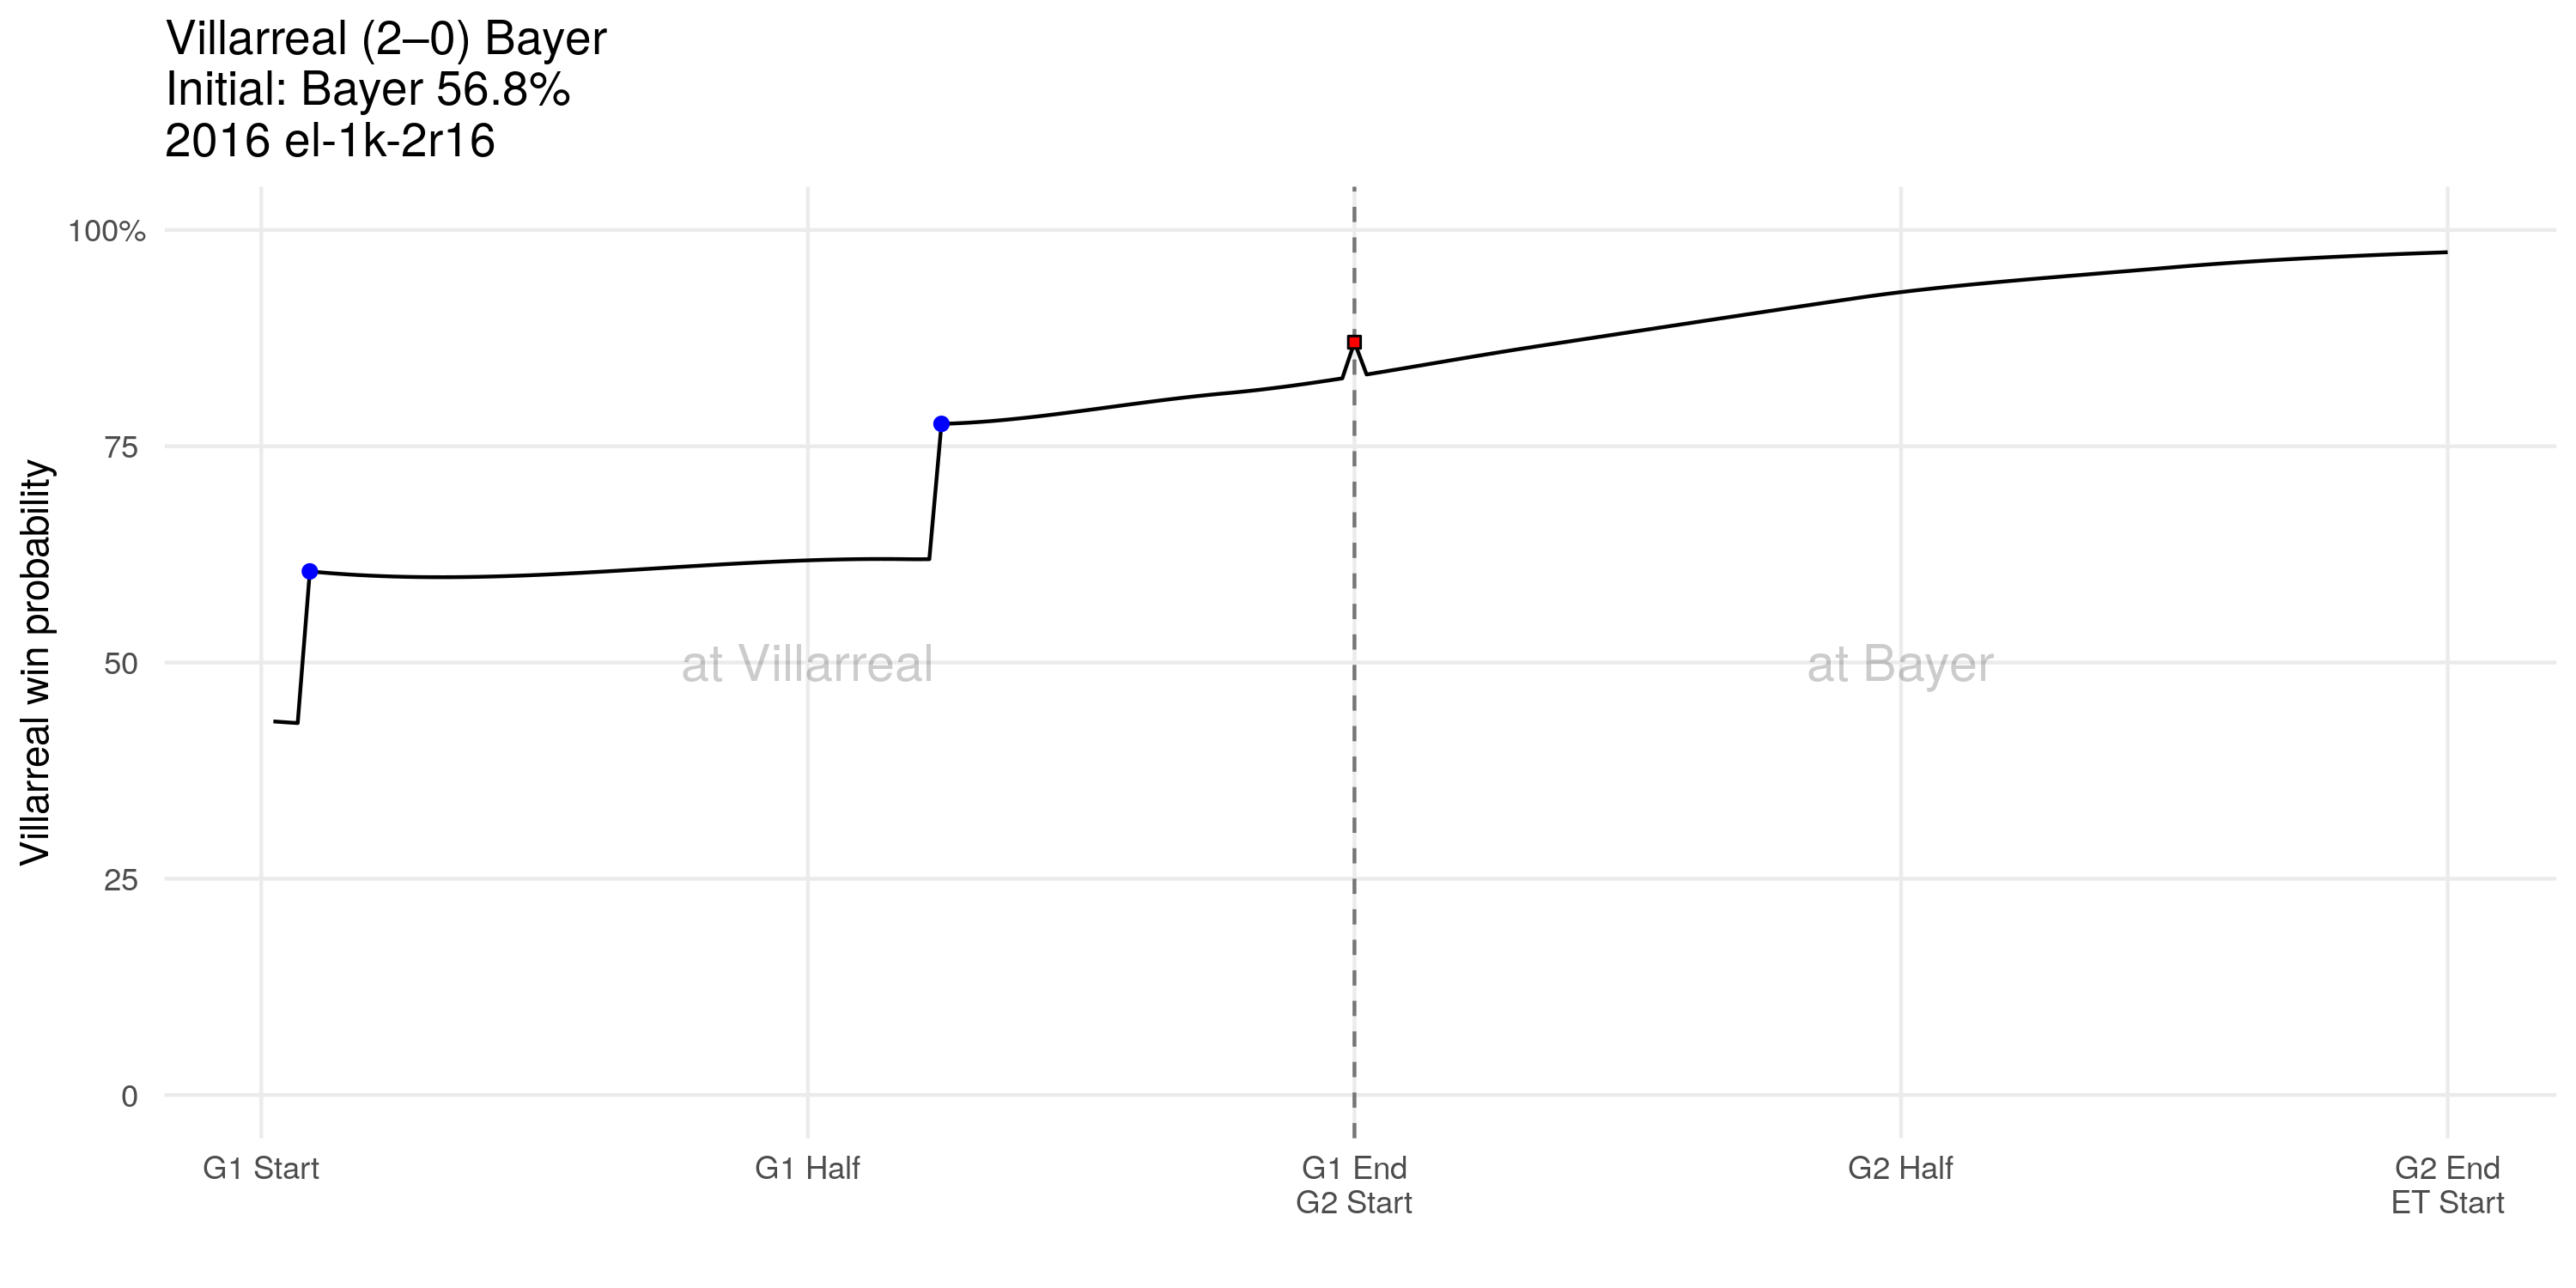 Villarreal (2–0) Bayer
Initial: Bayer 56.8%
2016 el-1k-2r16
Villarreal win probability
100%
75
50
25
0
at Villarreal
at Bayer
G1 Start
G1 Half
G1 End
G2 Start
G2 Half
G2 End
ET Start